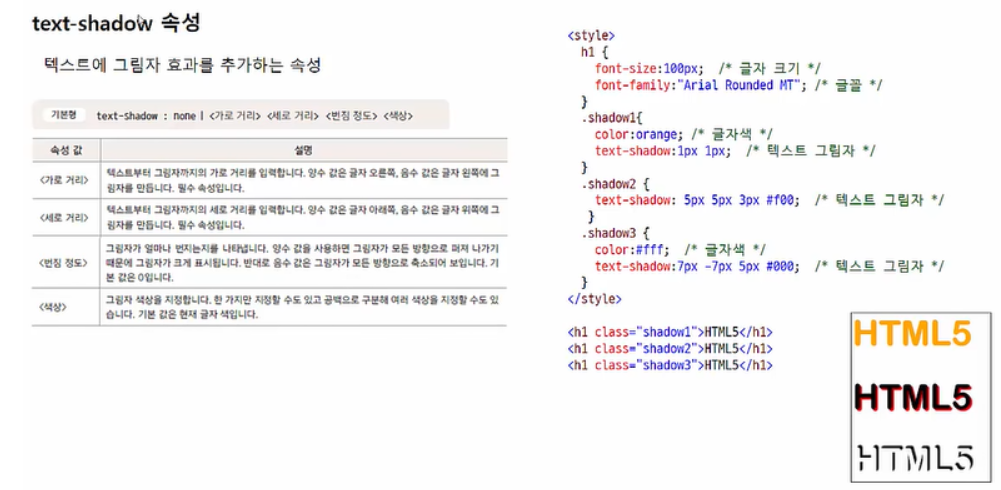 text-shadow 속성
텍스트에 그림자 효과를 추가하는 속성
기본형 text-shadow : none | <가로 거리> <세로 거리> <번짐 정도> <색상>
속성 값 설명
<가로 거리> 텍스트부터 그림자까지의 가로 거리를 입력합니다. 양수 값은 글자 오른쪽, 음수 값은 글자 왼쪽에 그
림자를 만듭니다. 필수 속성입니다.
<세로 거리> 텍스트부터 그림자까지의 세로 거리를 입력합니다. 양수 값은 글자 아래쪽, 음수 값은 글자 위쪽에 그
림자를 만듭니다. 필수 속성입니다.
<번짐 정도> 그림자가 얼마나 번지는지를 나타냅니다. 양수 값을 사용하면 그림자가 모든 방향으로 퍼져 나가기
때문에 그림자가 크게 표시됩니다. 반대로 음수 값은 그림자가 모든 방향으로 축소되어 보입니다. 기
본 값은 0입니다.
<색상> 그림자 색상을 지정합니다. 한 가지만 지정할 수도 있고 공백으로 구분해 여러 색상을 지정할 수도 있
습니다. 기본 값은 현재 글자 색입니다.
<style>
h1 {
font-size:100px; /* 글자 크기 */
font-family:"Arial Rounded MT"; /* 글꼴 */
}
.shadow1{
color:orange; /* 글자색 */
text-shadow:1px 1px; /* 텍스트 그림자 */
}
.shadow2 {
text-shadow: 5px 5px 3px #f00; /* 텍스트 그림자 */
}
.shadow3 {
color:#fff; /* 글자색 */
text-shadow:7px -7px 5px #000; /* 텍스트 그림자 */
}
</style>
<h1 class="shadow1">HTML5</h1>
<h1 class="shadow2">HTML5</h1>
<h1 class="shadow3">HTML5</h1>
HTML5
HTML5
HTML5